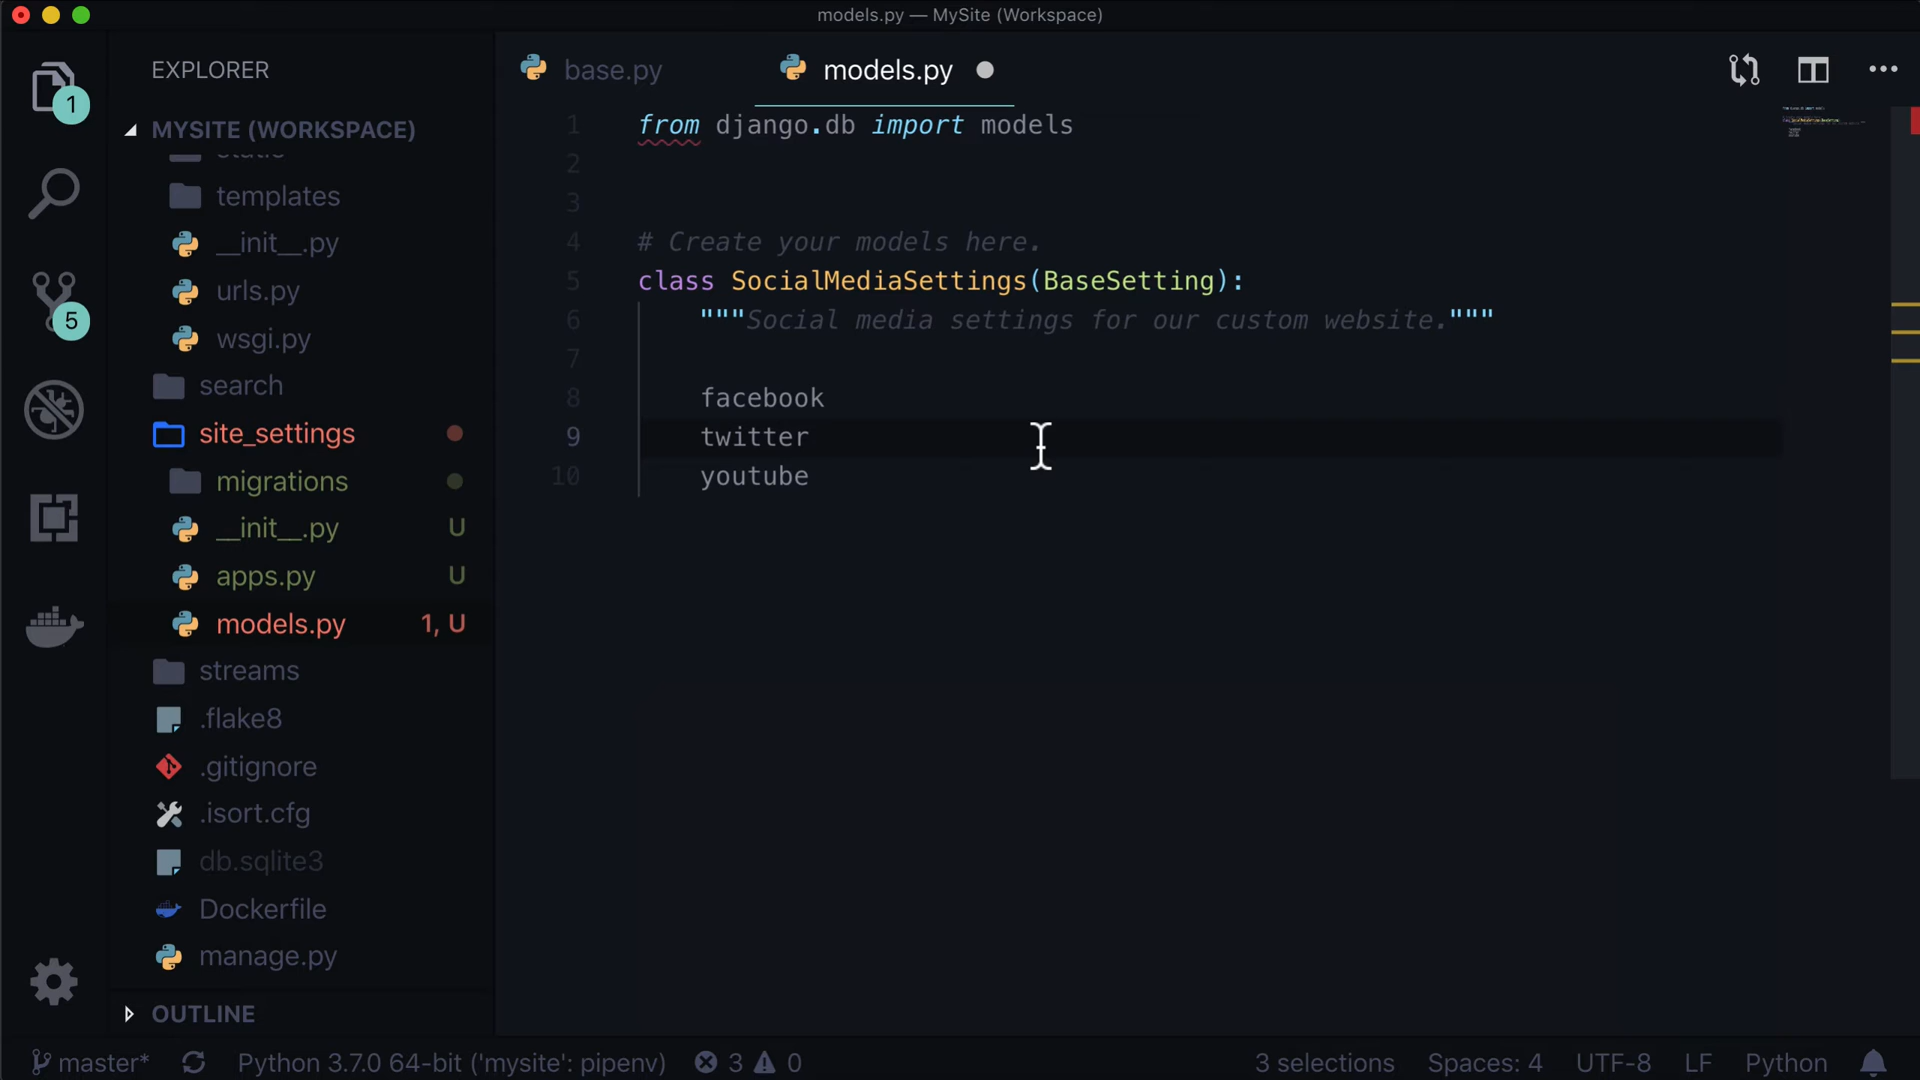 models.py — MySite (Workspace)
EXPLORER
1
MYSITE (WORKSPACE)
static
templates
__init__.py
urls.py
5
wsgi.py
search
site_settings
migrations
__init__.py U
apps.py U
models.py 1, U
streams
.flake8
.gitignore
.isort.cfg
db.sqlite3
Dockerfile
manage.py
OUTLINE
base.py models.py
1 from django.db import models
2
3
4 # Create your models here.
5 class SocialMediaSettings(BaseSetting):
6 """Social media settings for our custom website."""
7
8 facebook
9 twitter
10 youtube
master* Python 3.7.0 64-bit ('mysite': pipenv) 3 0 3 selections Spaces: 4 UTF-8 LF Python